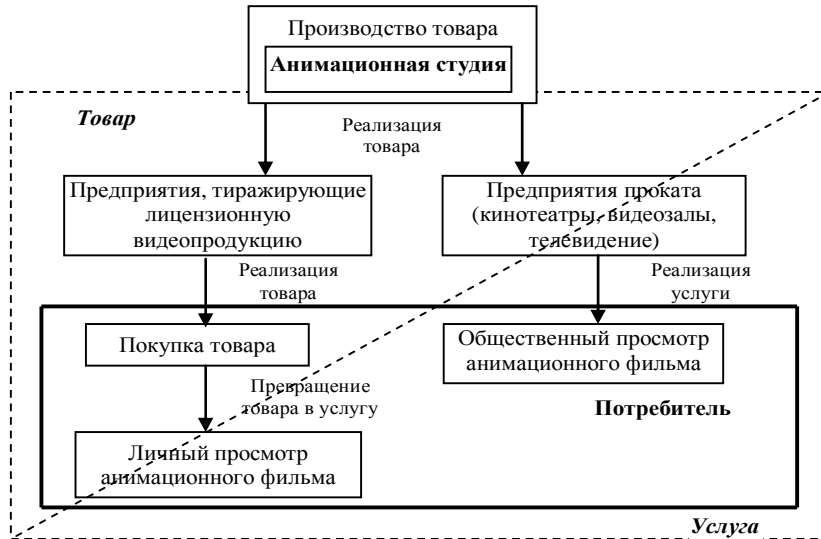 Производство товара
Анимационная студия
Товар
Реализация
товара
Предприятия, тиражирующие
лицензионную
видеопродукцию
Предприятия проката
(кинотеатры, видеозалы,
телевидение)
Реализация
товара
Реализация
услуги
Покупка товара
Общественный просмотр
анимационного фильма
Превращение
товара в услугу
Потребитель
Личный просмотр
анимационного фильма
Услуга